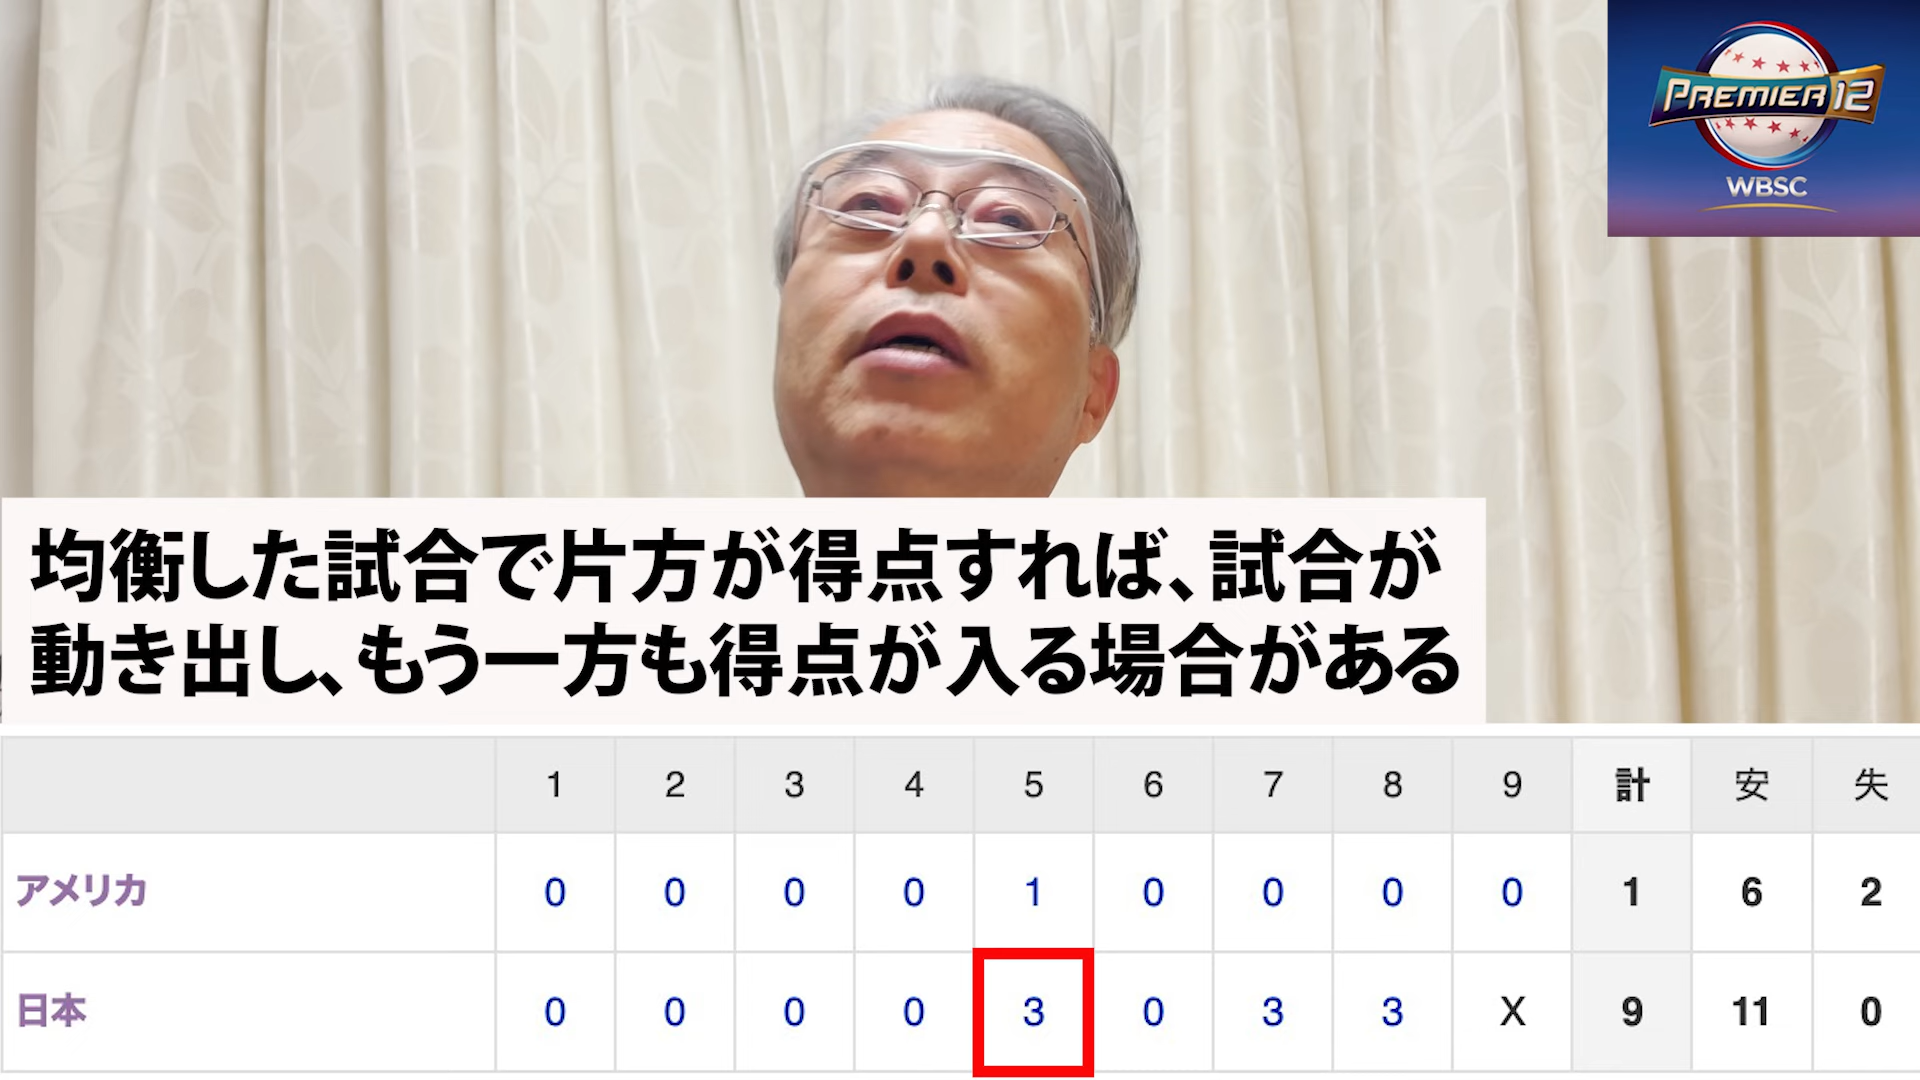 PREMIER 12
WBSC
均衡した試合で片方が得点すれば、試合が
動き出し、もう一方も得点が入る場合がある
1 2 3 4 5 6 7 8 9 計 安 失
アメリカ 0 0 0 0 1 0 0 0 0 1 6 2
日本 0 0 0 0 3 0 3 3 X 9 11 0